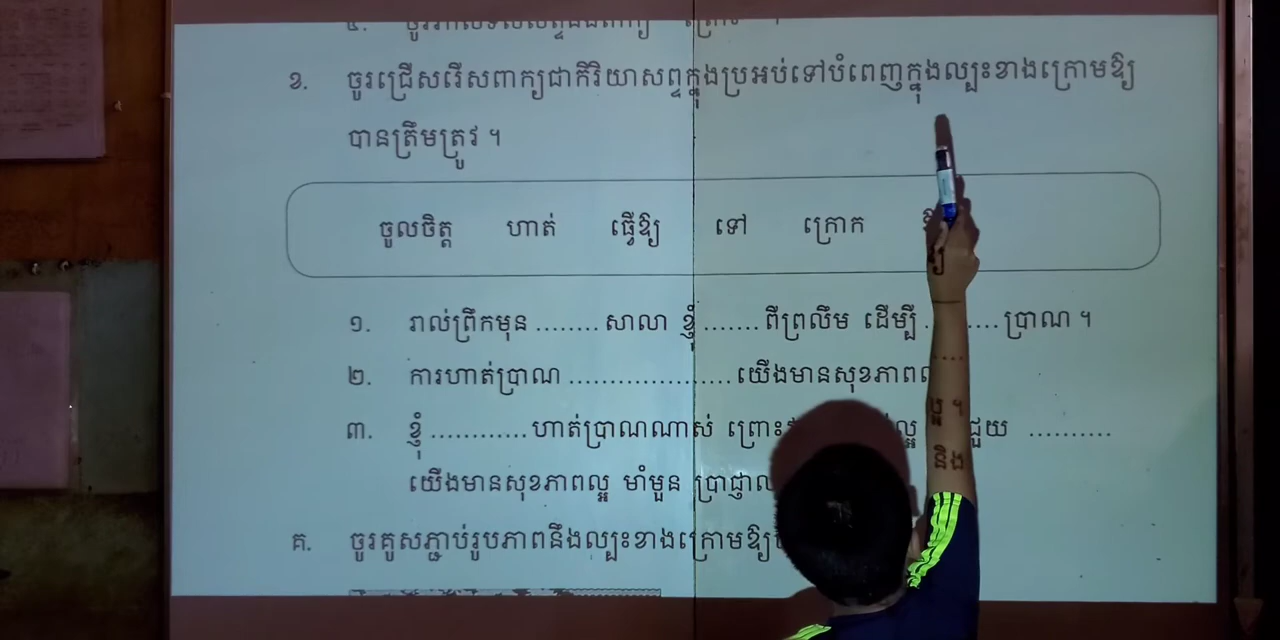 ខ. ចូរជ្រើសរើសពាក្យជាកិរិយាសព្ទក្នុងប្រអប់ទៅបំពេញក្នុងល្បះខាងក្រោមឱ្យ
បានត្រឹមត្រូវ ។
ចូលចិត្ត ហាត់ ធ្វើឱ្យ ទៅ ក្រោក
១. រាល់ព្រឹកមុន ........ សាលា ខ្ញុំ ....... ពីព្រលឹម ដើម្បី ........ ប្រាណ ។
២. ការហាត់ប្រាណ .................... យើងមានសុខភាពល្អ ។
៣. ខ្ញុំ ............ ហាត់ប្រាណណាស់ ព្រោះ ជួយ ..........
យើងមានសុខភាពល្អ មាំមួន ប្រាជ្ញា
គ. ចូរគូសភ្ជាប់រូបភាពនឹងល្បះខាងក្រោមឱ្យ